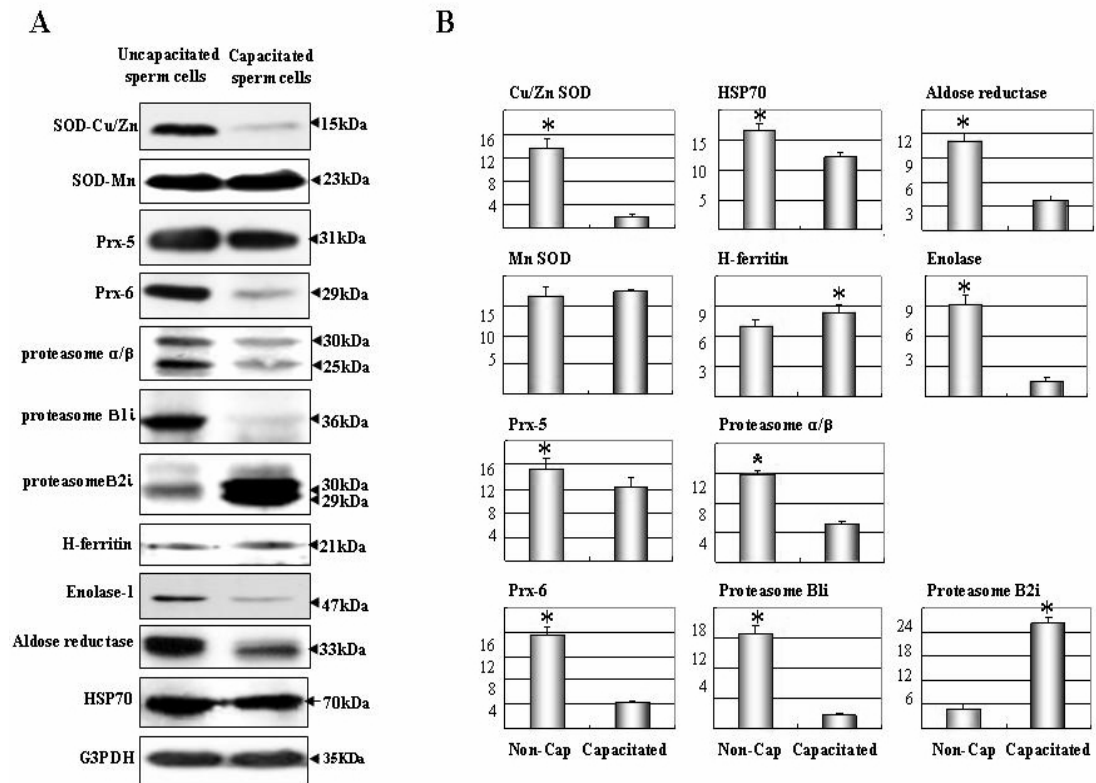 A
Uncapacitated sperm cells
Capacitated sperm cells
SOD-Cu/Zn
15kDa
SOD-Mn
23kDa
Prx-5
31kDa
Prx-6
29kDa
proteasome α/β
30kDa
25kDa
proteasome B1i
36kDa
proteasomeB2i
30kDa
29kDa
H-ferritin
21kDa
Enolase-1
47kDa
Aldose reductase
33kDa
HSP70
70kDa
G3PDH
35KDa
B
Cu/Zn SOD
16
12
8
4
*
HSP70
15
10
5
*
Aldose reductase
12
9
6
3
*
Mn SOD
15
10
5
H-ferritin
9
6
3
*
Enolase
9
6
3
*
Prx-5
16
12
8
4
*
Proteasome α/β
12
8
4
*
Prx-6
16
12
8
4
*
Non-Cap Capacitated
Proteasome B1i
18
12
4
*
Non-Cap Capacitated
Proteasome B2i
24
18
12
6
*
Non-Cap Capacitated